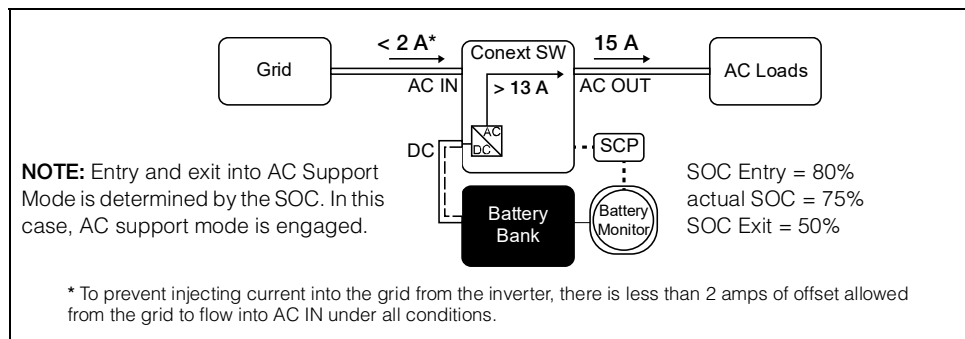 < 2 A*
15 A
Grid
Conext SW
AC Loads
AC IN
> 13 A
AC OUT
AC
DC
DC
SCP
NOTE: Entry and exit into AC Support
Mode is determined by the SOC. In this
case, AC support mode is engaged.
Battery
Bank
Battery
Monitor
SOC Entry = 80%
actual SOC = 75%
SOC Exit = 50%
* To prevent injecting current into the grid from the inverter, there is less than 2 amps of offset allowed
from the grid to flow into AC IN under all conditions.